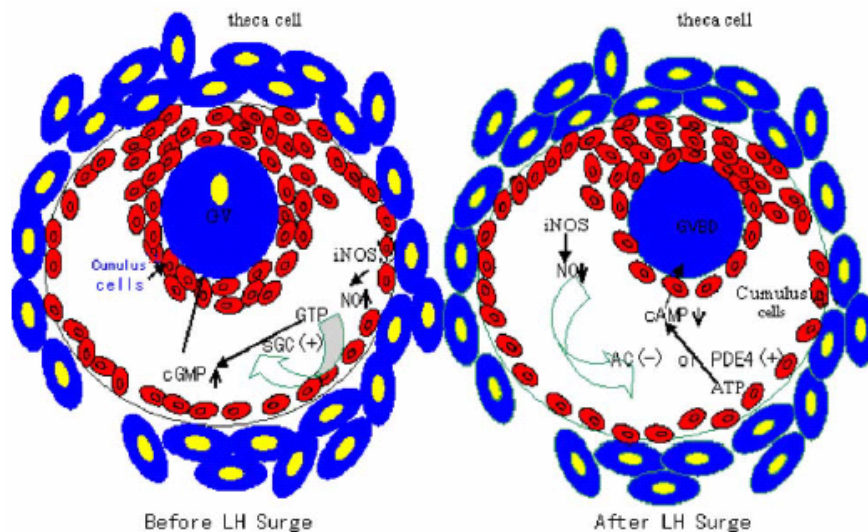 theca cell
GV
Cumulus
cells
iNOS
NO
GTP
SGC (+)
cGMP
Before LH Surge
theca cell
iNOS
NO
GVBD
Cumulus
cells
cAMP
AC(-) or PDE4(+)
ATP
After LH Surge